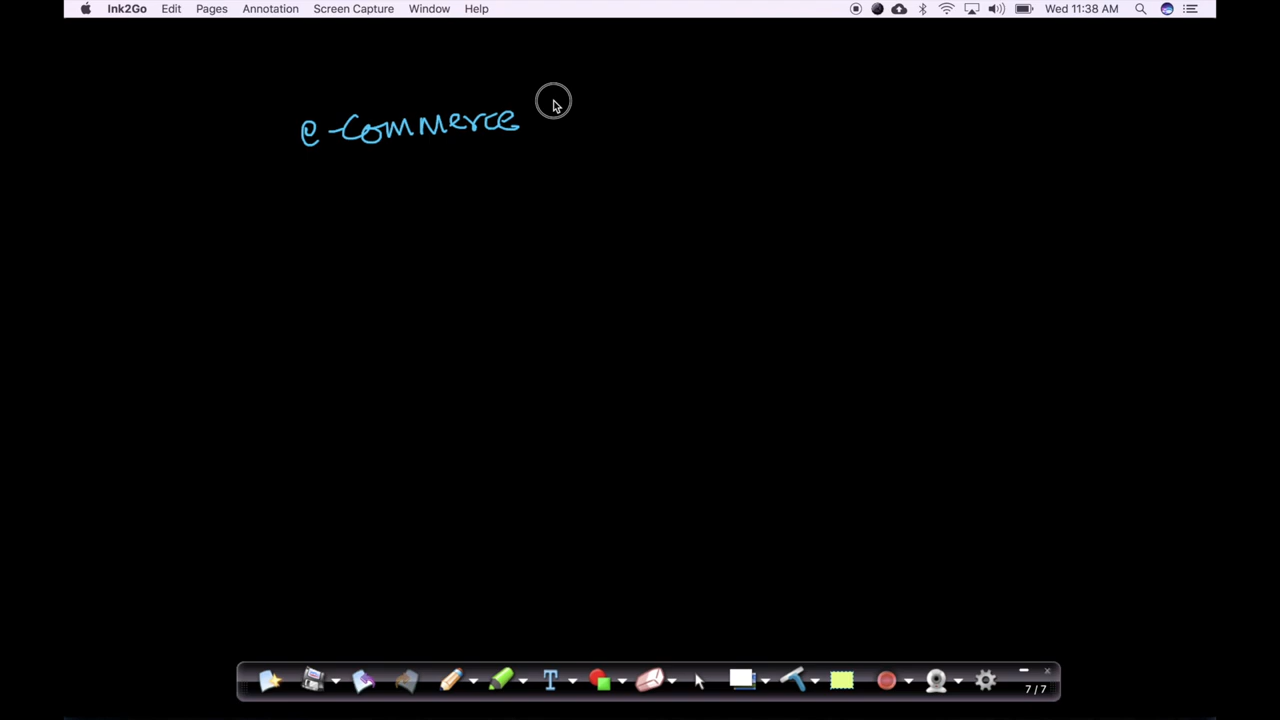 Ink2Go Edit Pages Annotation Screen Capture Window Help Wed 11:38 AM
e-commerce
T
7 / 7